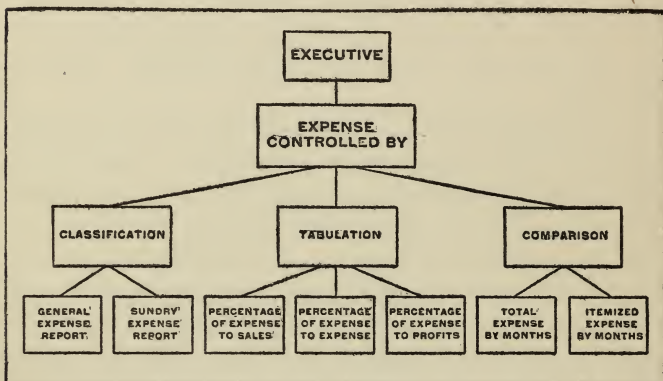 EXECUTIVE
EXPENSE
CONTROLLED BY
CLASSIFICATION
TABULATION
COMPARISON
GENERAL
EXPENSE
REPORT.
SUNDRY
EXPENSE
REPORT
PERCENTAGE
OF EXPENSE
TO SALES
PERCENTAGE
OF EXPENSE
TO EXPENSE
PERCENTAGE
OF EXPENSE
TO PROFITS
TOTAL
EXPENSE
BY MONTHS
ITEMIZED
EXPENSE
BY MONTHS